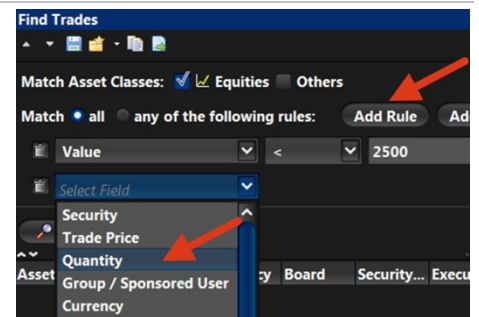 Find Trades
Match Asset Classes: Equities Others
Match all any of the following rules: Add Rule Ad
Value < 2500
Select Field
Security
Trade Price
Quantity
Group / Sponsored User
Currency
Asset cy Board Security... Execu